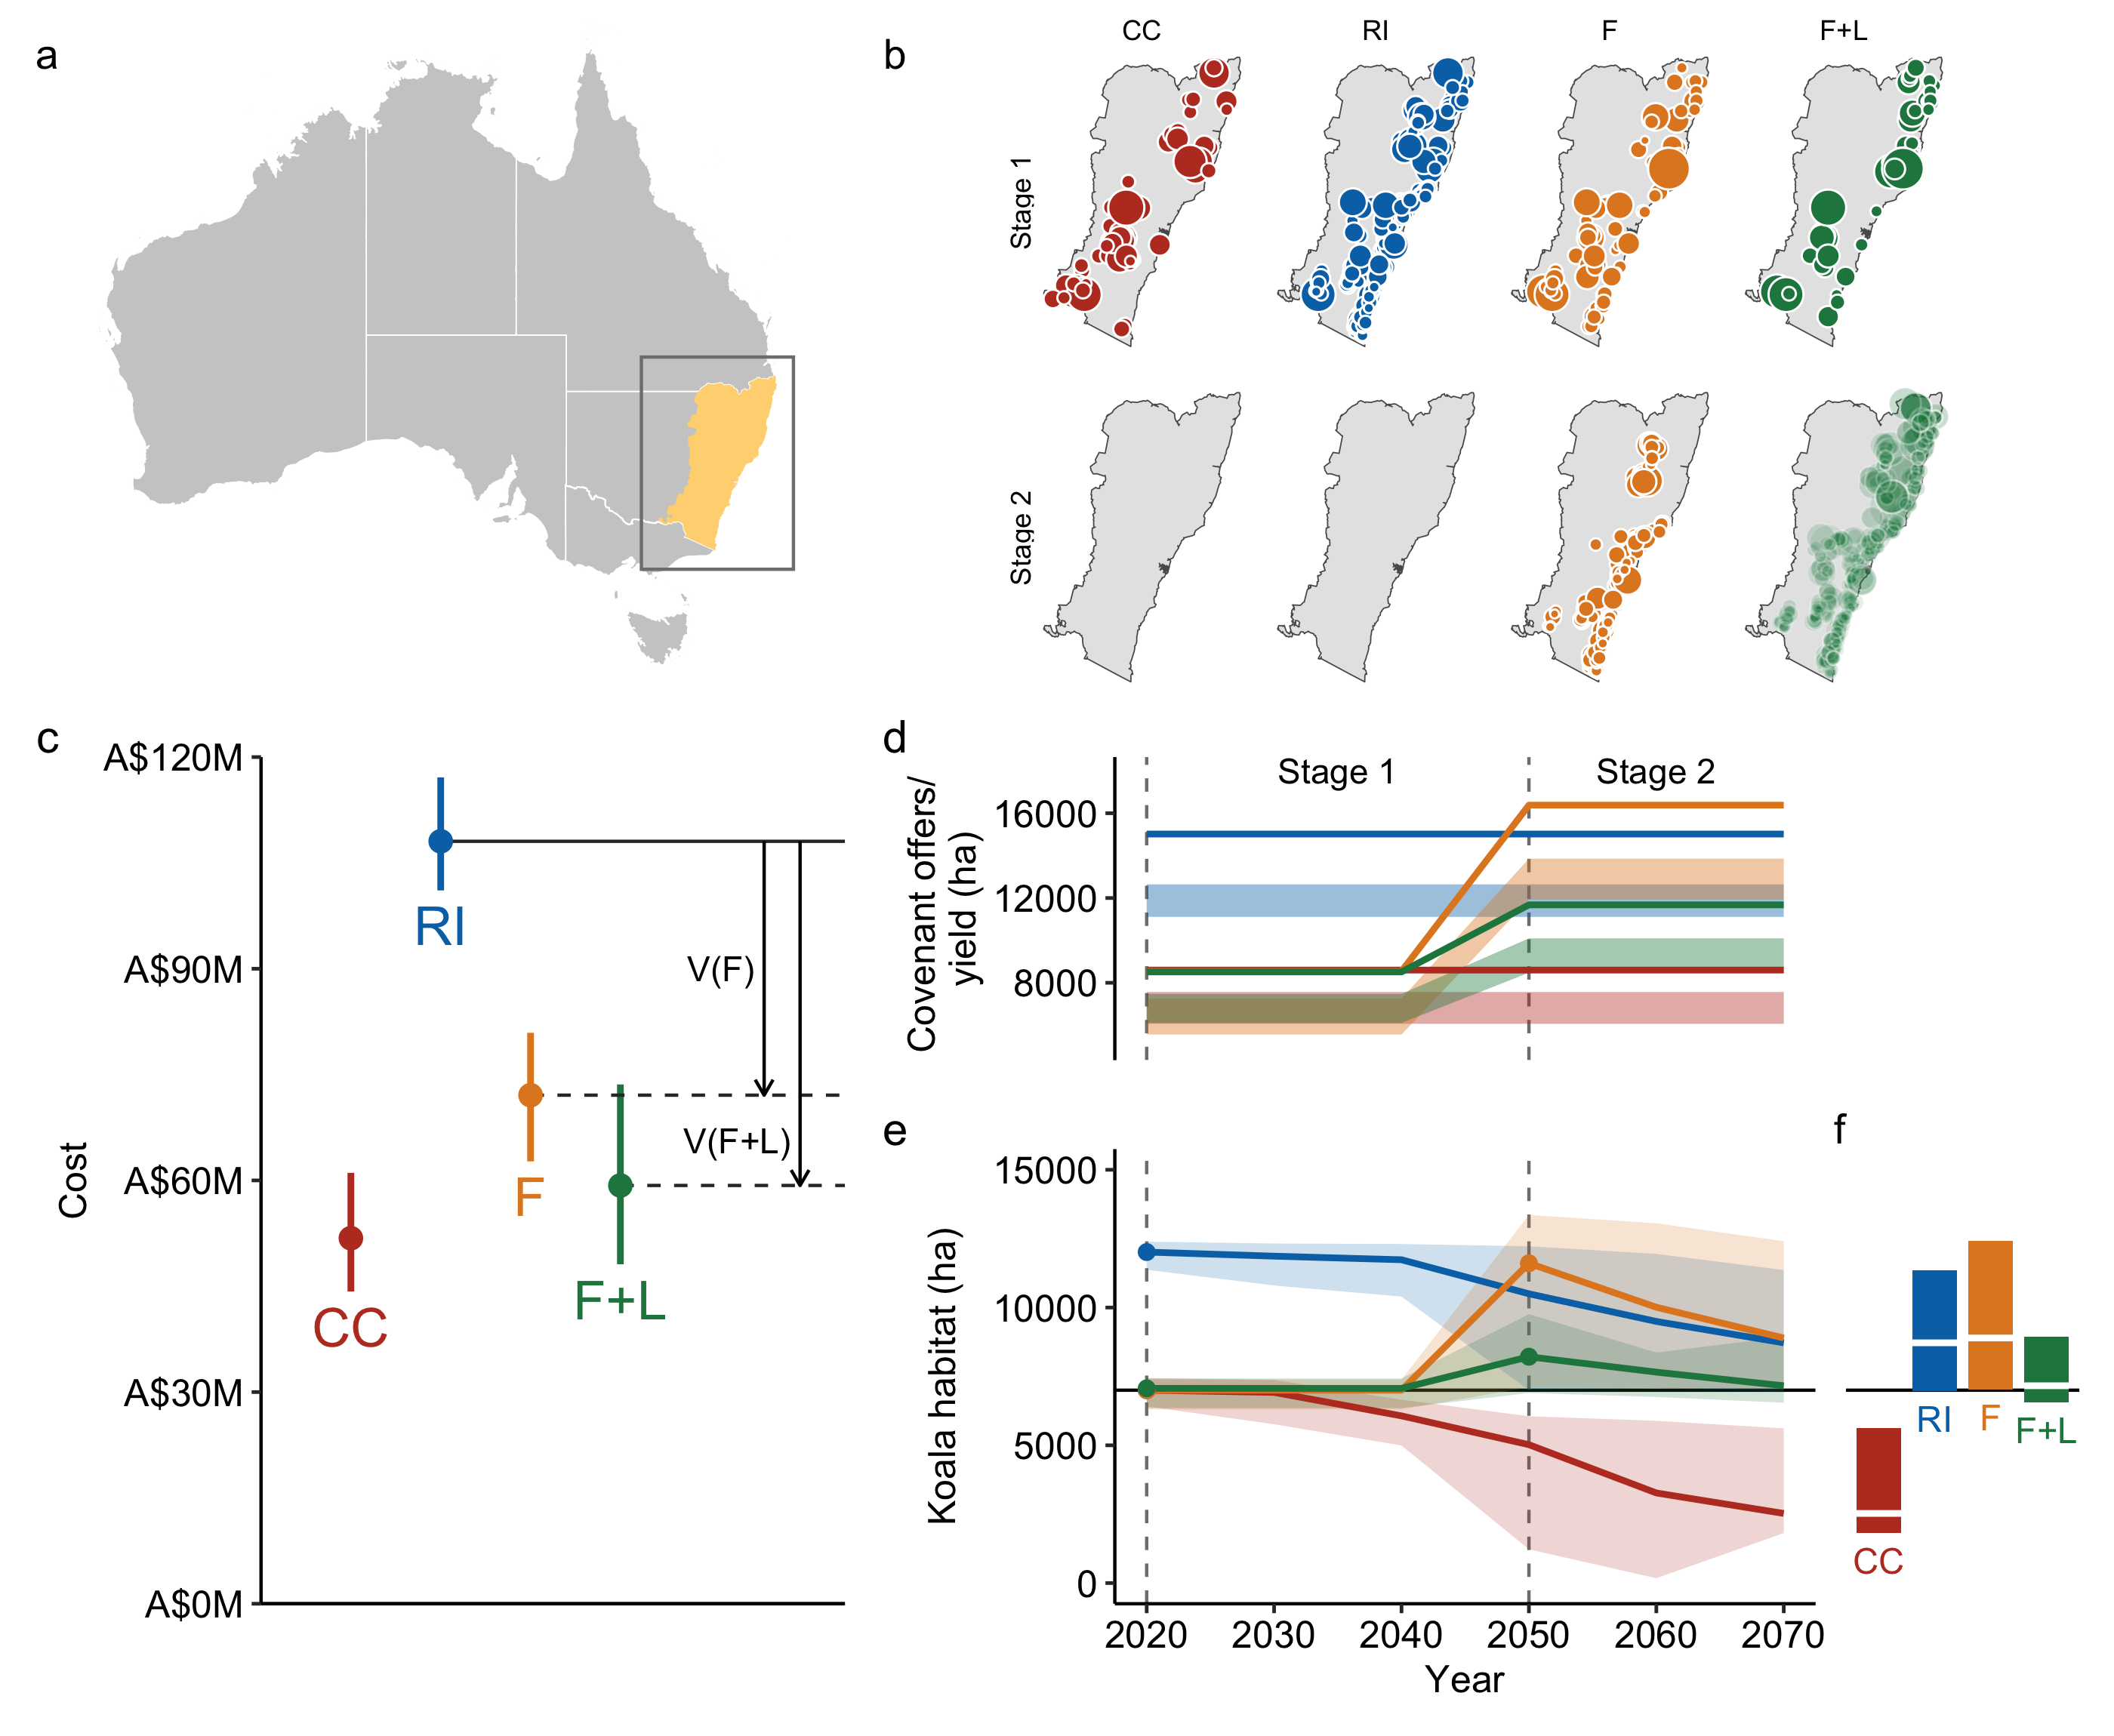 a
b
CC
RI
F
F+L
Stage 1
Stage 2
c
A$120M
A$90M
A$60M
A$30M
A$0M
Cost
RI
V(F)
F
V(F+L)
CC
F+L
d
Stage 1
Stage 2
Covenant offers/
yield (ha)
16000
12000
8000
e
Koala habitat (ha)
15000
10000
5000
0
2020
2030
2040
2050
2060
2070
Year
f
RI
F
F+L
CC